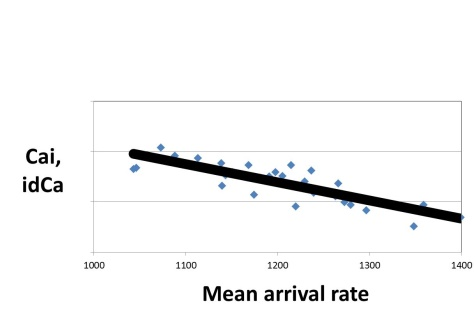 Cai,
idCa
1000 1100 1200 1300 1400
Mean arrival rate